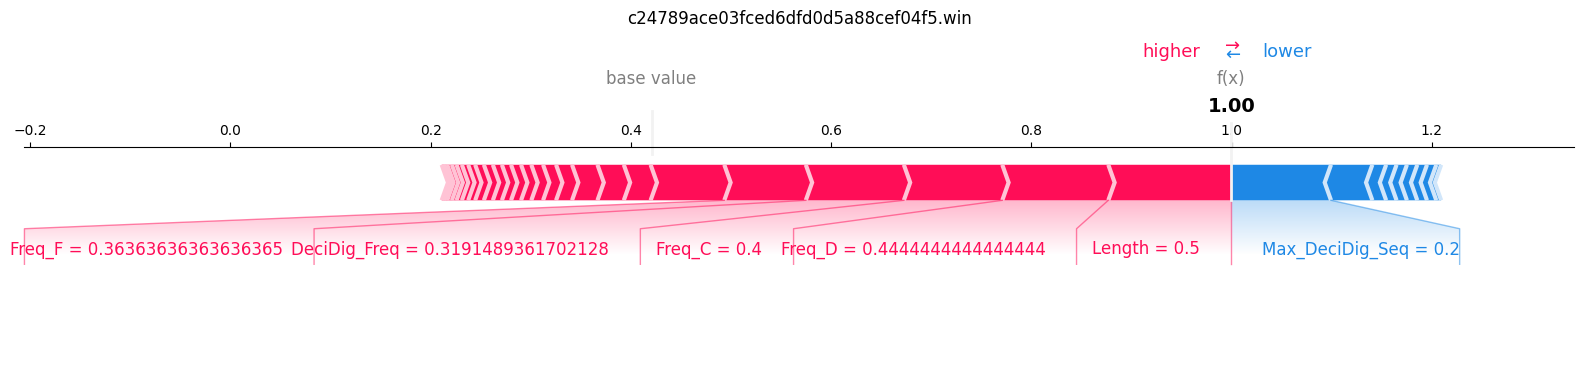 c24789ace03fced6dfd0d5a88cef04f5.win
higher ⇄ lower
base value f(x)
1.00
−0.2 0.0 0.2 0.4 0.6 0.8 1.0 1.2
Freq_F = 0.36363636363636365 DeciDig_Freq = 0.3191489361702128 Freq_C = 0.4 Freq_D = 0.4444444444444444 Length = 0.5 Max_DeciDig_Seq = 0.2